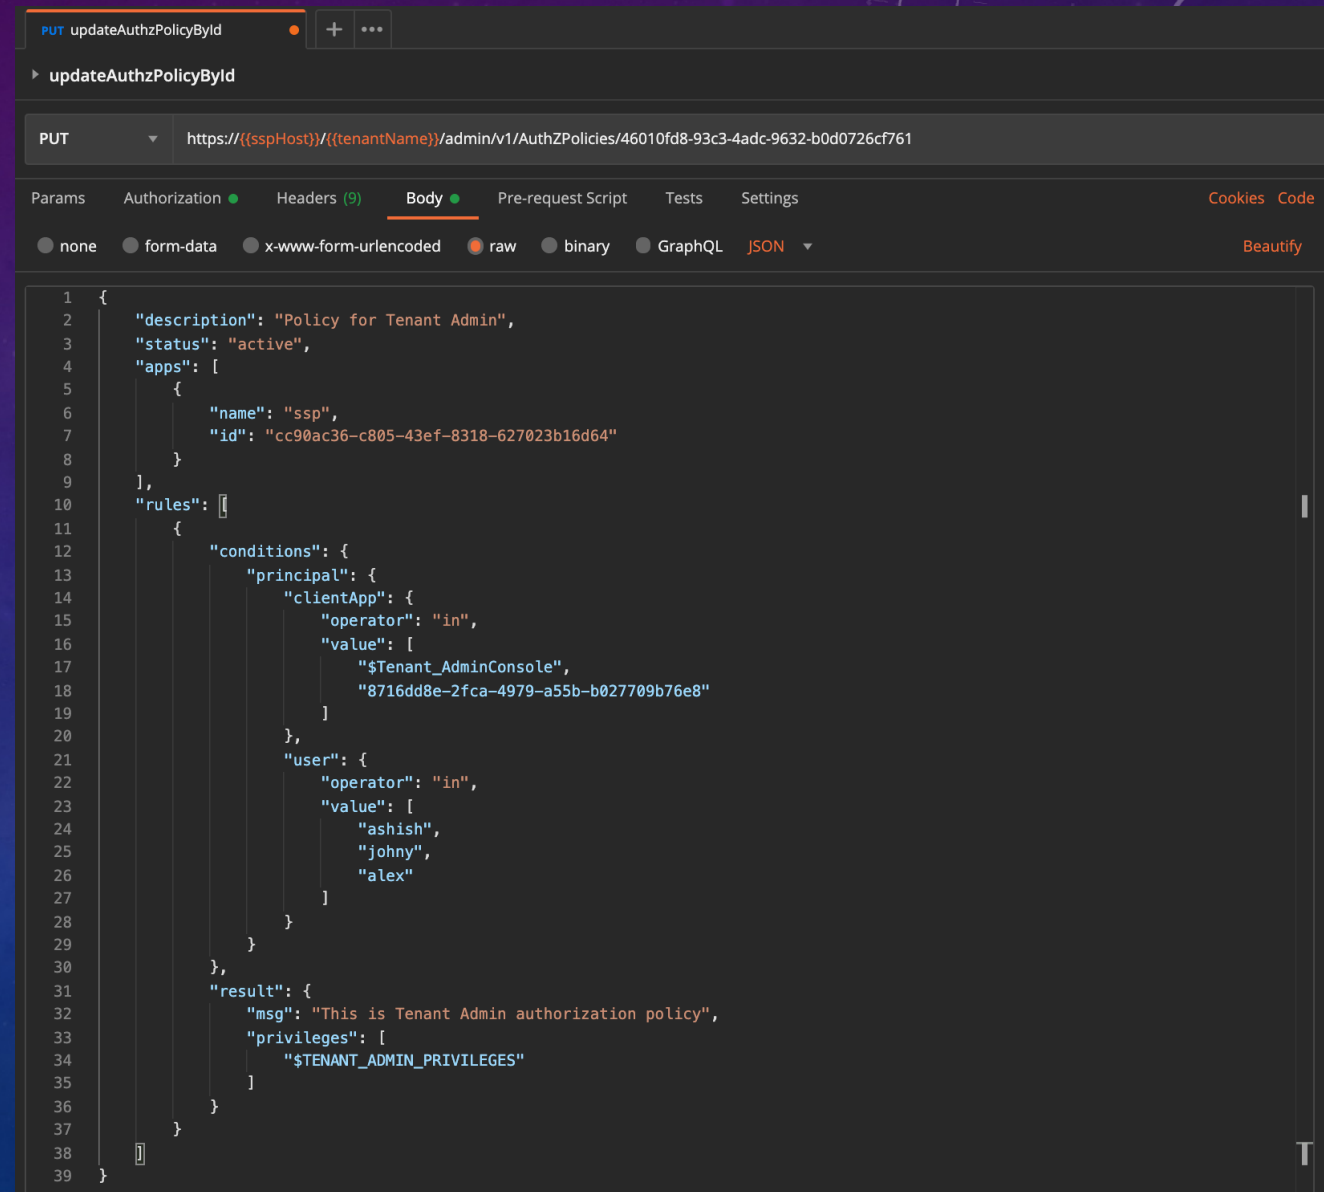 PUT updateAuthzPolicyById
updateAuthzPolicyById
PUT https://{{sspHost}}/{{tenantName}}/admin/v1/AuthZPolicies/46010fd8-93c3-4adc-9632-b0d0726cf761
Params Authorization Headers (9) Body Pre-request Script Tests Settings Cookies Code
none form-data x-www-form-urlencoded raw binary GraphQL JSON Beautify
1 {
2 "description": "Policy for Tenant Admin",
3 "status": "active",
4 "apps": [
5 {
6 "name": "ssp",
7 "id": "cc90ac36-c805-43ef-8318-627023b16d64"
8 }
9 ],
10 "rules": [
11 {
12 "conditions": {
13 "principal": {
14 "clientApp": {
15 "operator": "in",
16 "value": [
17 "$Tenant_AdminConsole",
18 "8716dd8e-2fca-4979-a55b-b027709b76e8"
19 ]
20 },
21 "user": {
22 "operator": "in",
23 "value": [
24 "ashish",
25 "johny",
26 "alex"
27 ]
28 }
29 }
30 },
31 "result": {
32 "msg": "This is Tenant Admin authorization policy",
33 "privileges": [
34 "$TENANT_ADMIN_PRIVILEGES"
35 ]
36 }
37 }
38 ]
39 }